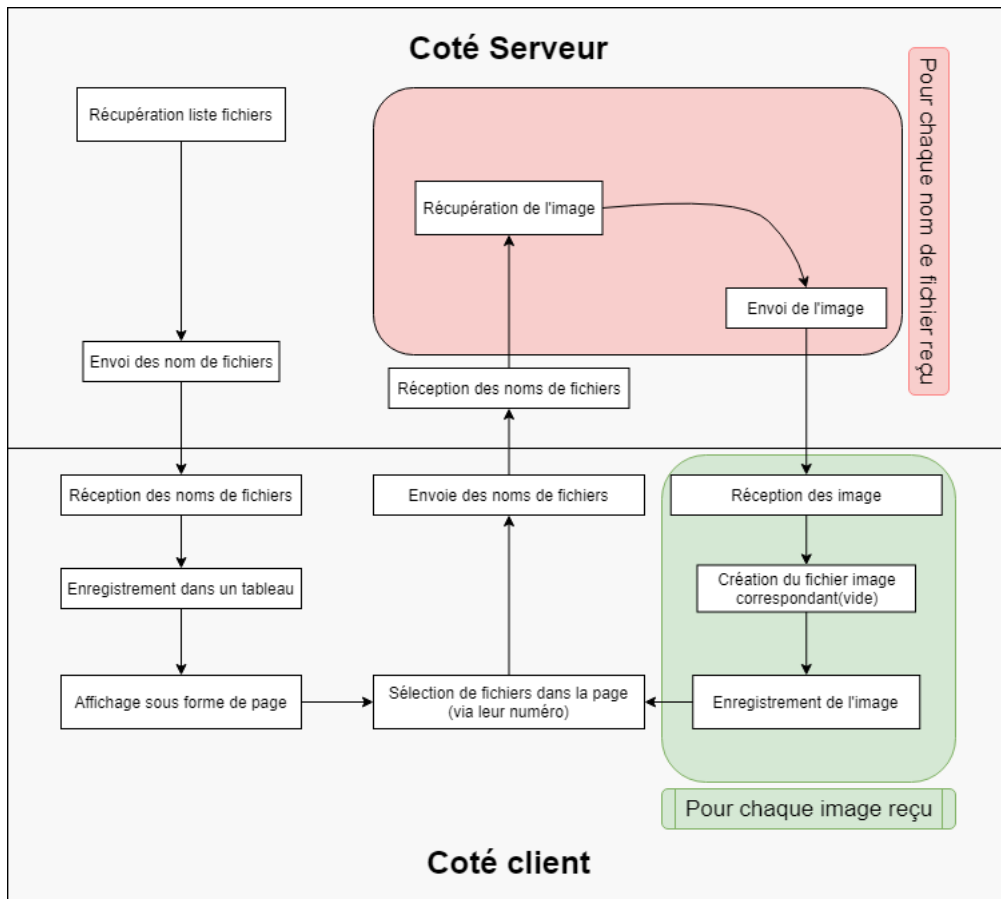 Coté Serveur
Pour chaque nom de fichier reçu
Récupération liste fichiers
Récupération de l'image
Envoi de l'image
Envoi des nom de fichiers
Réception des noms de fichiers
Réception des noms de fichiers
Envoie des noms de fichiers
Réception des image
Enregistrement dans un tableau
Création du fichier image
correspondant(vide)
Affichage sous forme de page
Sélection de fichiers dans la page
(via leur numéro)
Enregistrement de l'image
Pour chaque image reçu
Coté client